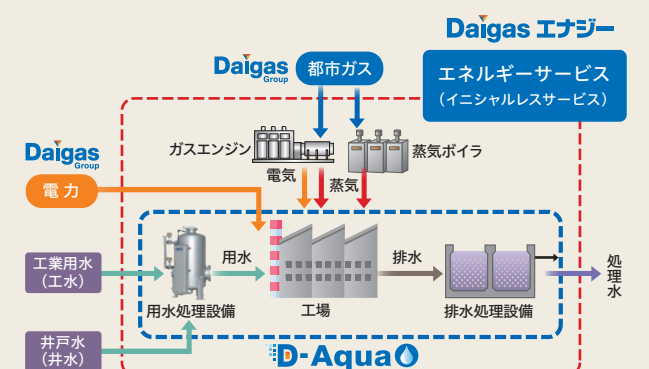 Daigas エナジー
Daigas
Group
都市ガス
エネルギーサービス
（イニシャルレスサービス）
ガスエンジン
蒸気ボイラ
電気
蒸気
Daigas
Group
電力
工業用水
（工水）
用水
排水
処理水
用水処理設備
工場
排水処理設備
井戸水
（井水）
D-Aqua